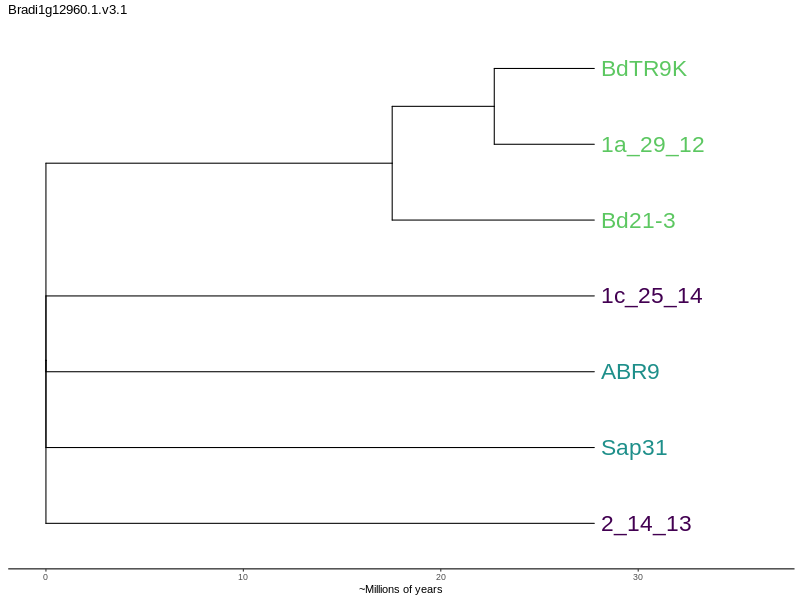 Bradi1g12960.1.v3.1
BdTR9K
1a_29_12
Bd21-3
1c_25_14
ABR9
Sap31
2_14_13
0 10 20 30
~Millions of years